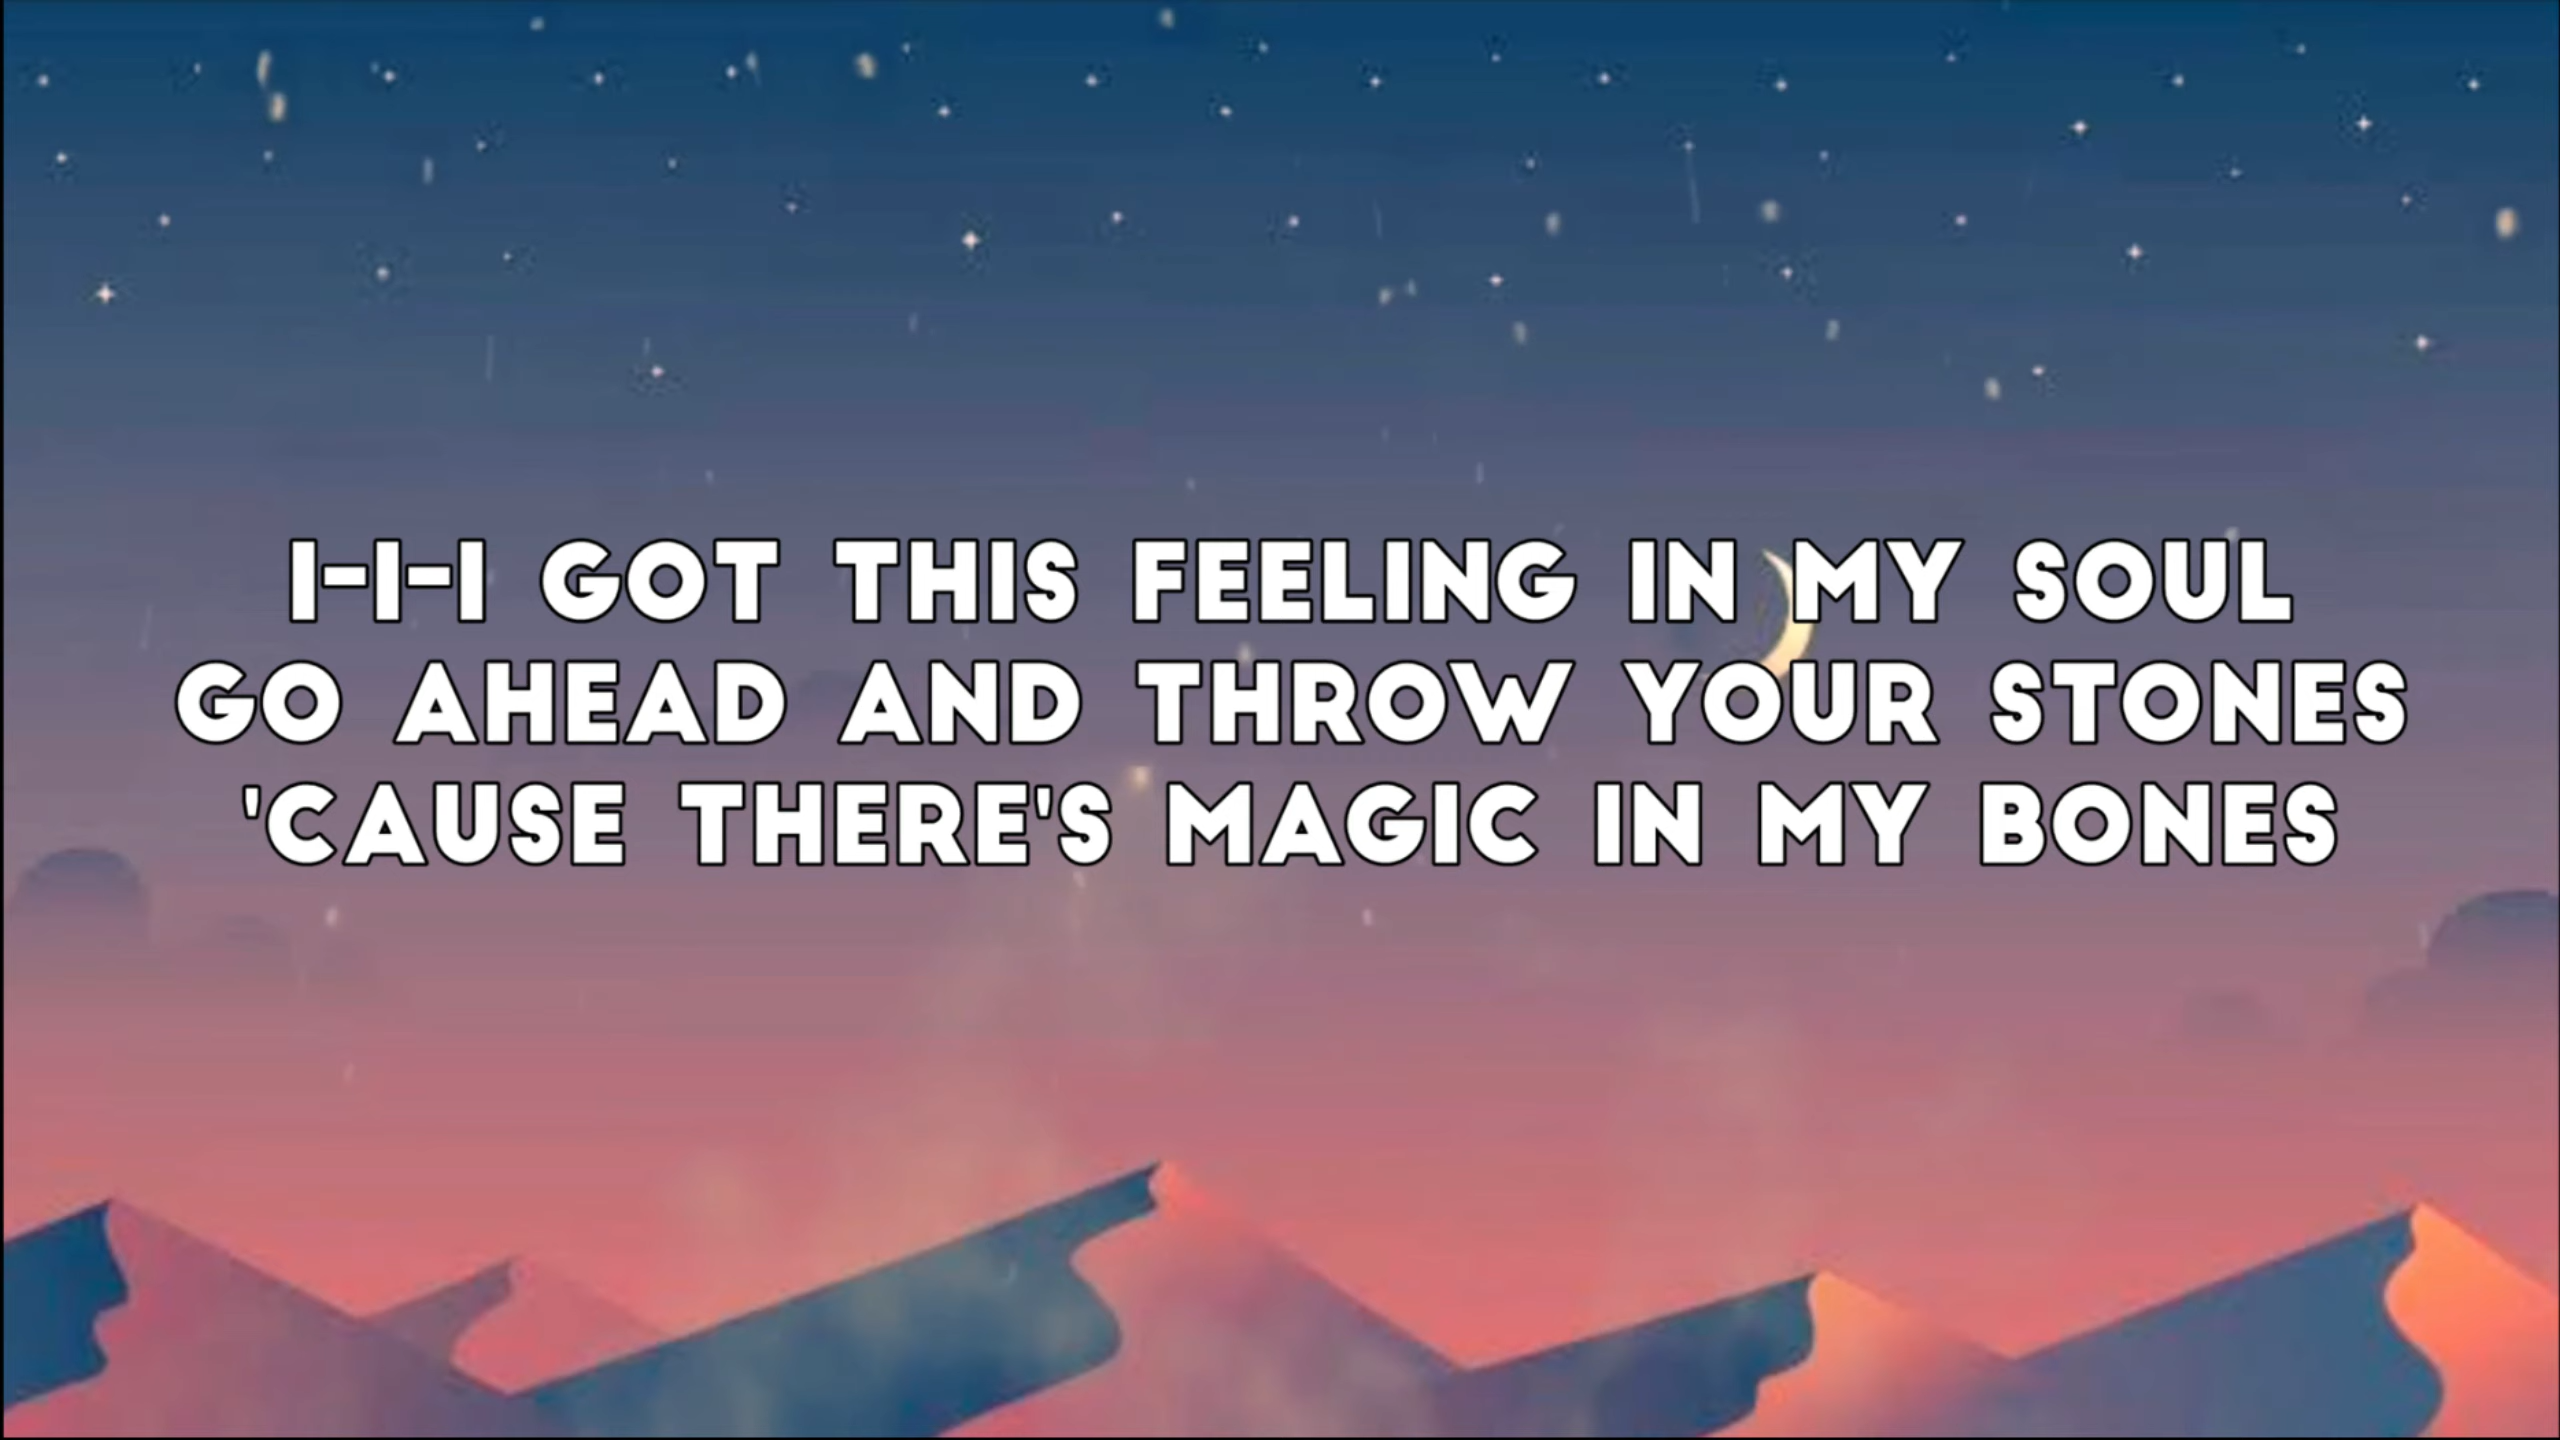 I-I-I GOT THIS FEELING IN MY SOUL
GO AHEAD AND THROW YOUR STONES
'CAUSE THERE'S MAGIC IN MY BONES